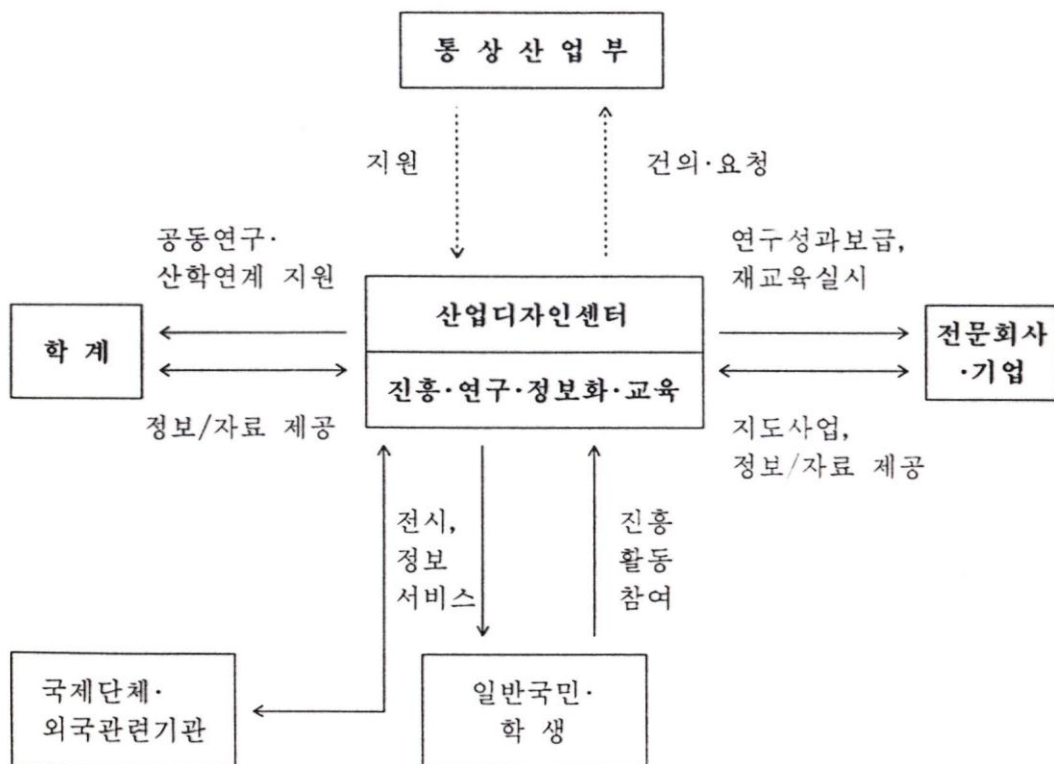 통 상 산 업 부
지원
건의·요청
공동연구·
산학연계 지원
연구성과보급,
재교육실시
학 계
산업디자인센터
진흥·연구·정보화·교육
전문회사
·기업
정보/자료 제공
지도사업,
정보/자료 제공
전시,
정보
서비스
진흥
활동
참여
국제단체·
외국관련기관
일반국민·
학 생